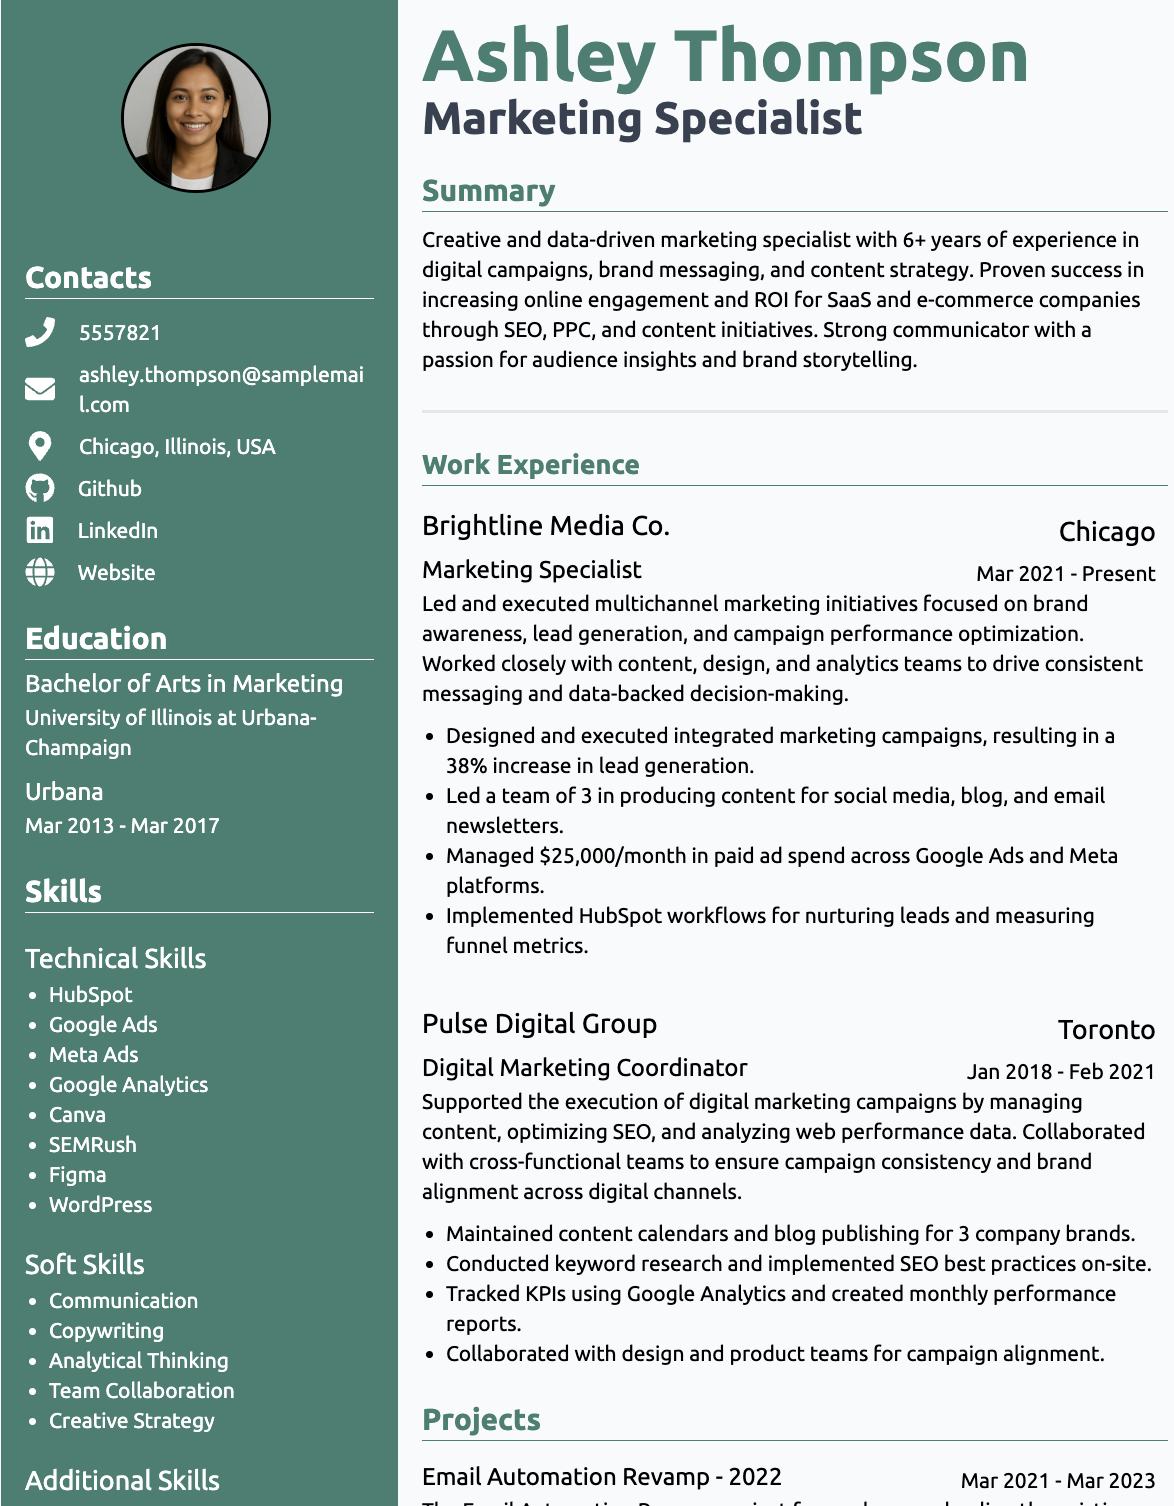 Contacts
5557821
ashley.thompson@samplemai
l.com
Chicago, Illinois, USA
Github
LinkedIn
Website
Education
Bachelor of Arts in Marketing
University of Illinois at Urbana-
Champaign
Urbana
Mar 2013 - Mar 2017
Skills
Technical Skills
• HubSpot
• Google Ads
• Meta Ads
• Google Analytics
• Canva
• SEMRush
• Figma
• WordPress
Soft Skills
• Communication
• Copywriting
• Analytical Thinking
• Team Collaboration
• Creative Strategy
Additional Skills
Ashley Thompson
Marketing Specialist
Summary
Creative and data-driven marketing specialist with 6+ years of experience in
digital campaigns, brand messaging, and content strategy. Proven success in
increasing online engagement and ROI for SaaS and e-commerce companies
through SEO, PPC, and content initiatives. Strong communicator with a
passion for audience insights and brand storytelling.
Work Experience
Brightline Media Co. Chicago
Marketing Specialist Mar 2021 - Present
Led and executed multichannel marketing initiatives focused on brand
awareness, lead generation, and campaign performance optimization.
Worked closely with content, design, and analytics teams to drive consistent
messaging and data-backed decision-making.
• Designed and executed integrated marketing campaigns, resulting in a
38% increase in lead generation.
• Led a team of 3 in producing content for social media, blog, and email
newsletters.
• Managed $25,000/month in paid ad spend across Google Ads and Meta
platforms.
• Implemented HubSpot workflows for nurturing leads and measuring
funnel metrics.
Pulse Digital Group Toronto
Digital Marketing Coordinator Jan 2018 - Feb 2021
Supported the execution of digital marketing campaigns by managing
content, optimizing SEO, and analyzing web performance data. Collaborated
with cross-functional teams to ensure campaign consistency and brand
alignment across digital channels.
• Maintained content calendars and blog publishing for 3 company brands.
• Conducted keyword research and implemented SEO best practices on-site.
• Tracked KPIs using Google Analytics and created monthly performance
reports.
• Collaborated with design and product teams for campaign alignment.
Projects
Email Automation Revamp - 2022 Mar 2021 - Mar 2023